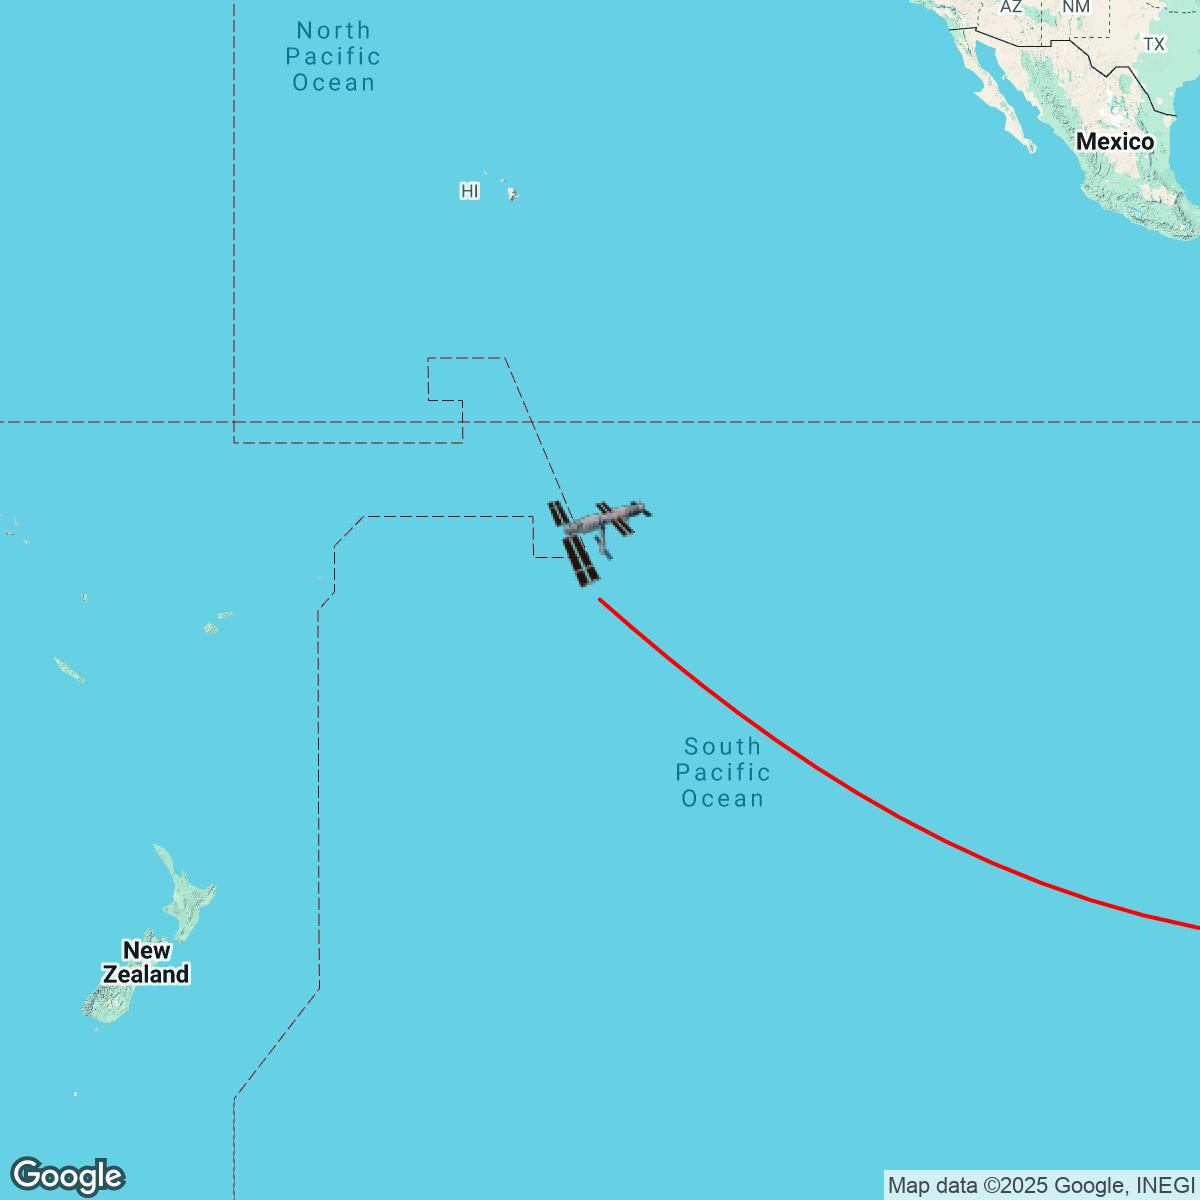 AZ
NM
TX
North
Pacific
Ocean
Mexico
HI
South
Pacific
Ocean
New
Zealand
Google
Map data ©2025 Google, INEGI